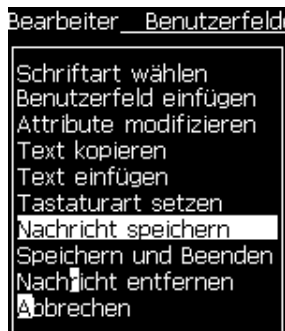 Bearbeiter Benutzerfeld
Schriftart wählen
Benutzerfeld einfügen
Attribute modifizieren
Text kopieren
Text einfügen
Tastaturart setzen
Nachricht speichern
Speichern und Beenden
Nachricht entfernen
Abbrechen